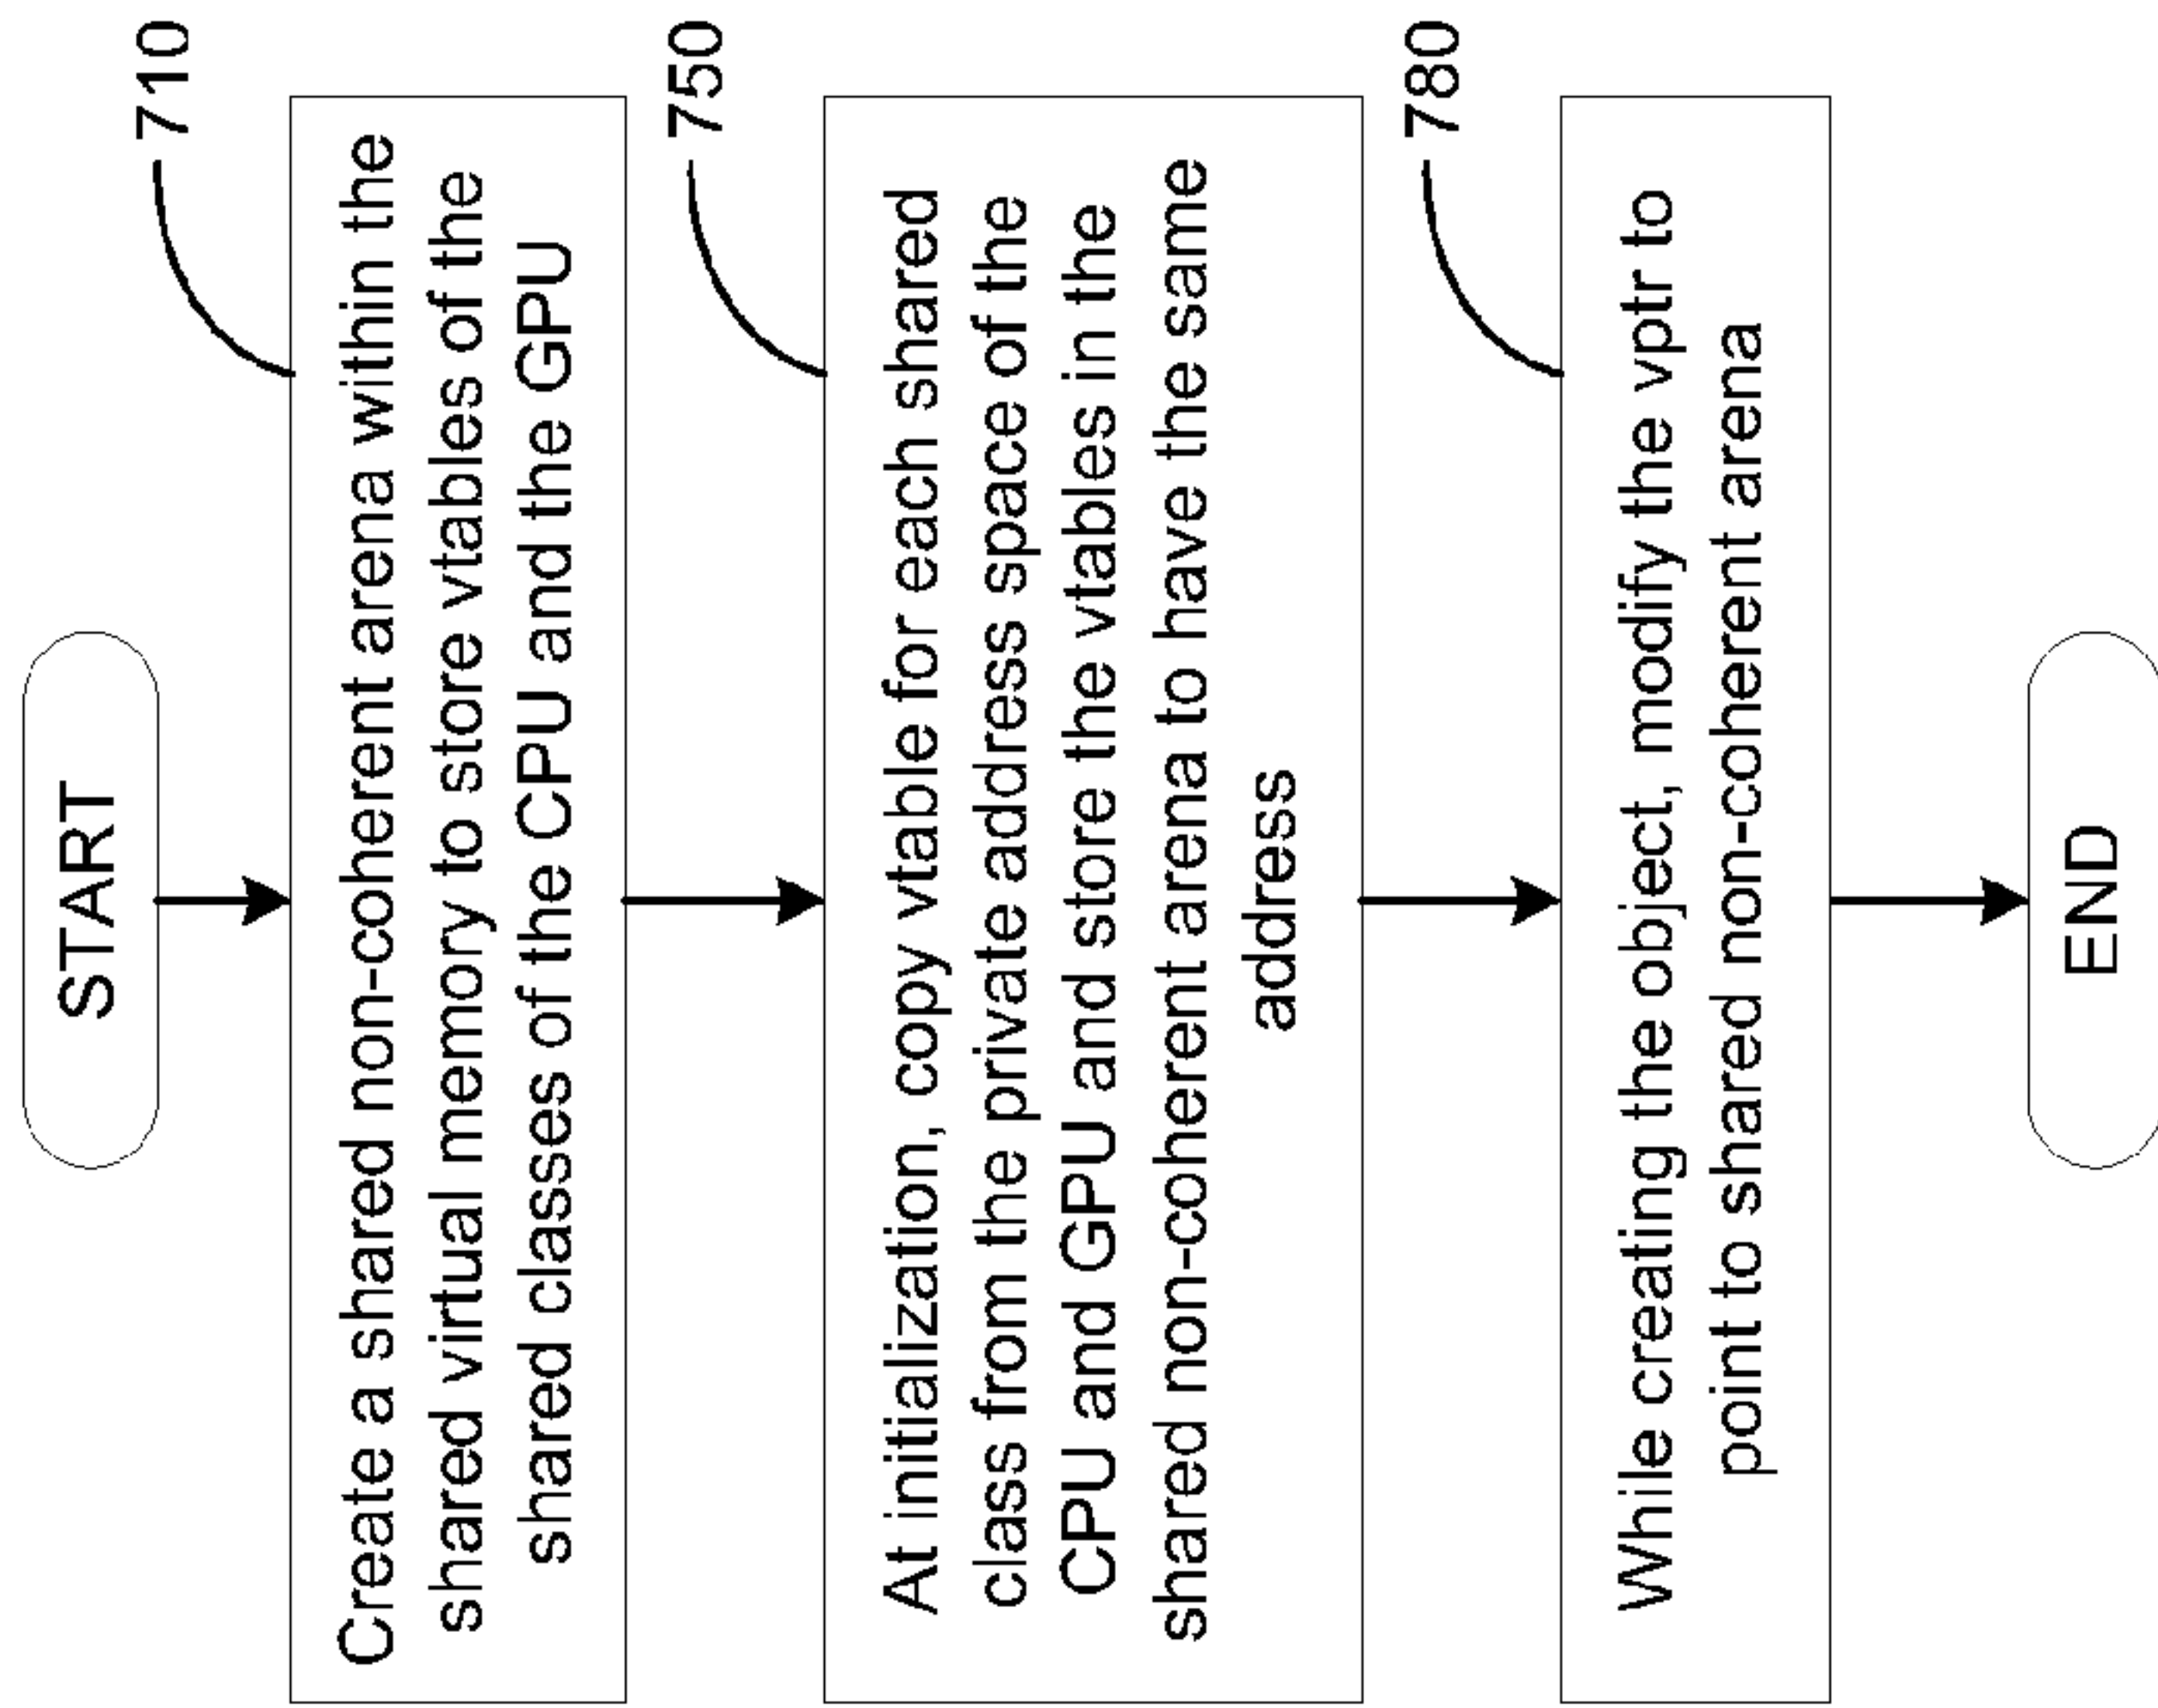 START
710
Create a shared non-coherent arena within the
shared virtual memory to store vtables of the
shared classes of the CPU and the GPU
750
At initialization, copy vtable for each shared
class from the private address space of the
CPU and GPU and store the vtables in the
shared non-coherent arena to have the same
address
780
While creating the object, modify the vptr to
point to shared non-coherent arena
END